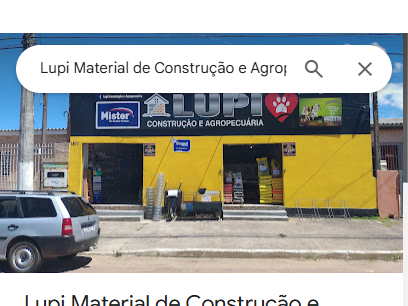 Lupi Material de Construção e Agrop
Mister
LUPI
CONSTRUÇÃO E AGROPECUÁRIA
Lupi Material de Construção e